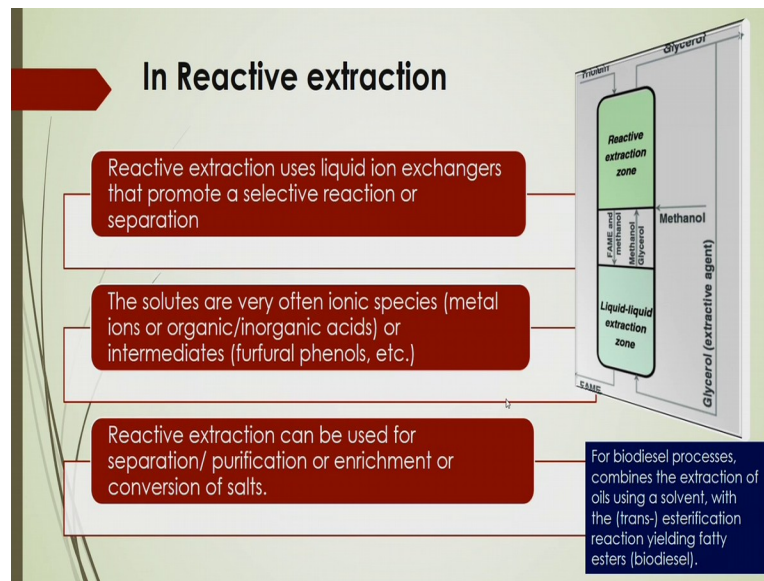 In Reactive extraction
Reactive extraction uses liquid ion exchangers
that promote a selective reaction or
separation
The solutes are very often ionic species (metal
ions or organic/inorganic acids) or
intermediates (furfural phenols, etc.)
Reactive extraction can be used for
separation/ purification or enrichment or
conversion of salts.
Glycerol
Reactive
extraction
zone
Methanol
FAME and
methanol
Methanol
Glycerol
Liquid-liquid
extraction
zone
Glycerol (extractive agent)
FAME
For biodiesel processes,
combines the extraction of
oils using a solvent, with
the (trans-) esterification
reaction yielding fatty
esters (biodiesel).